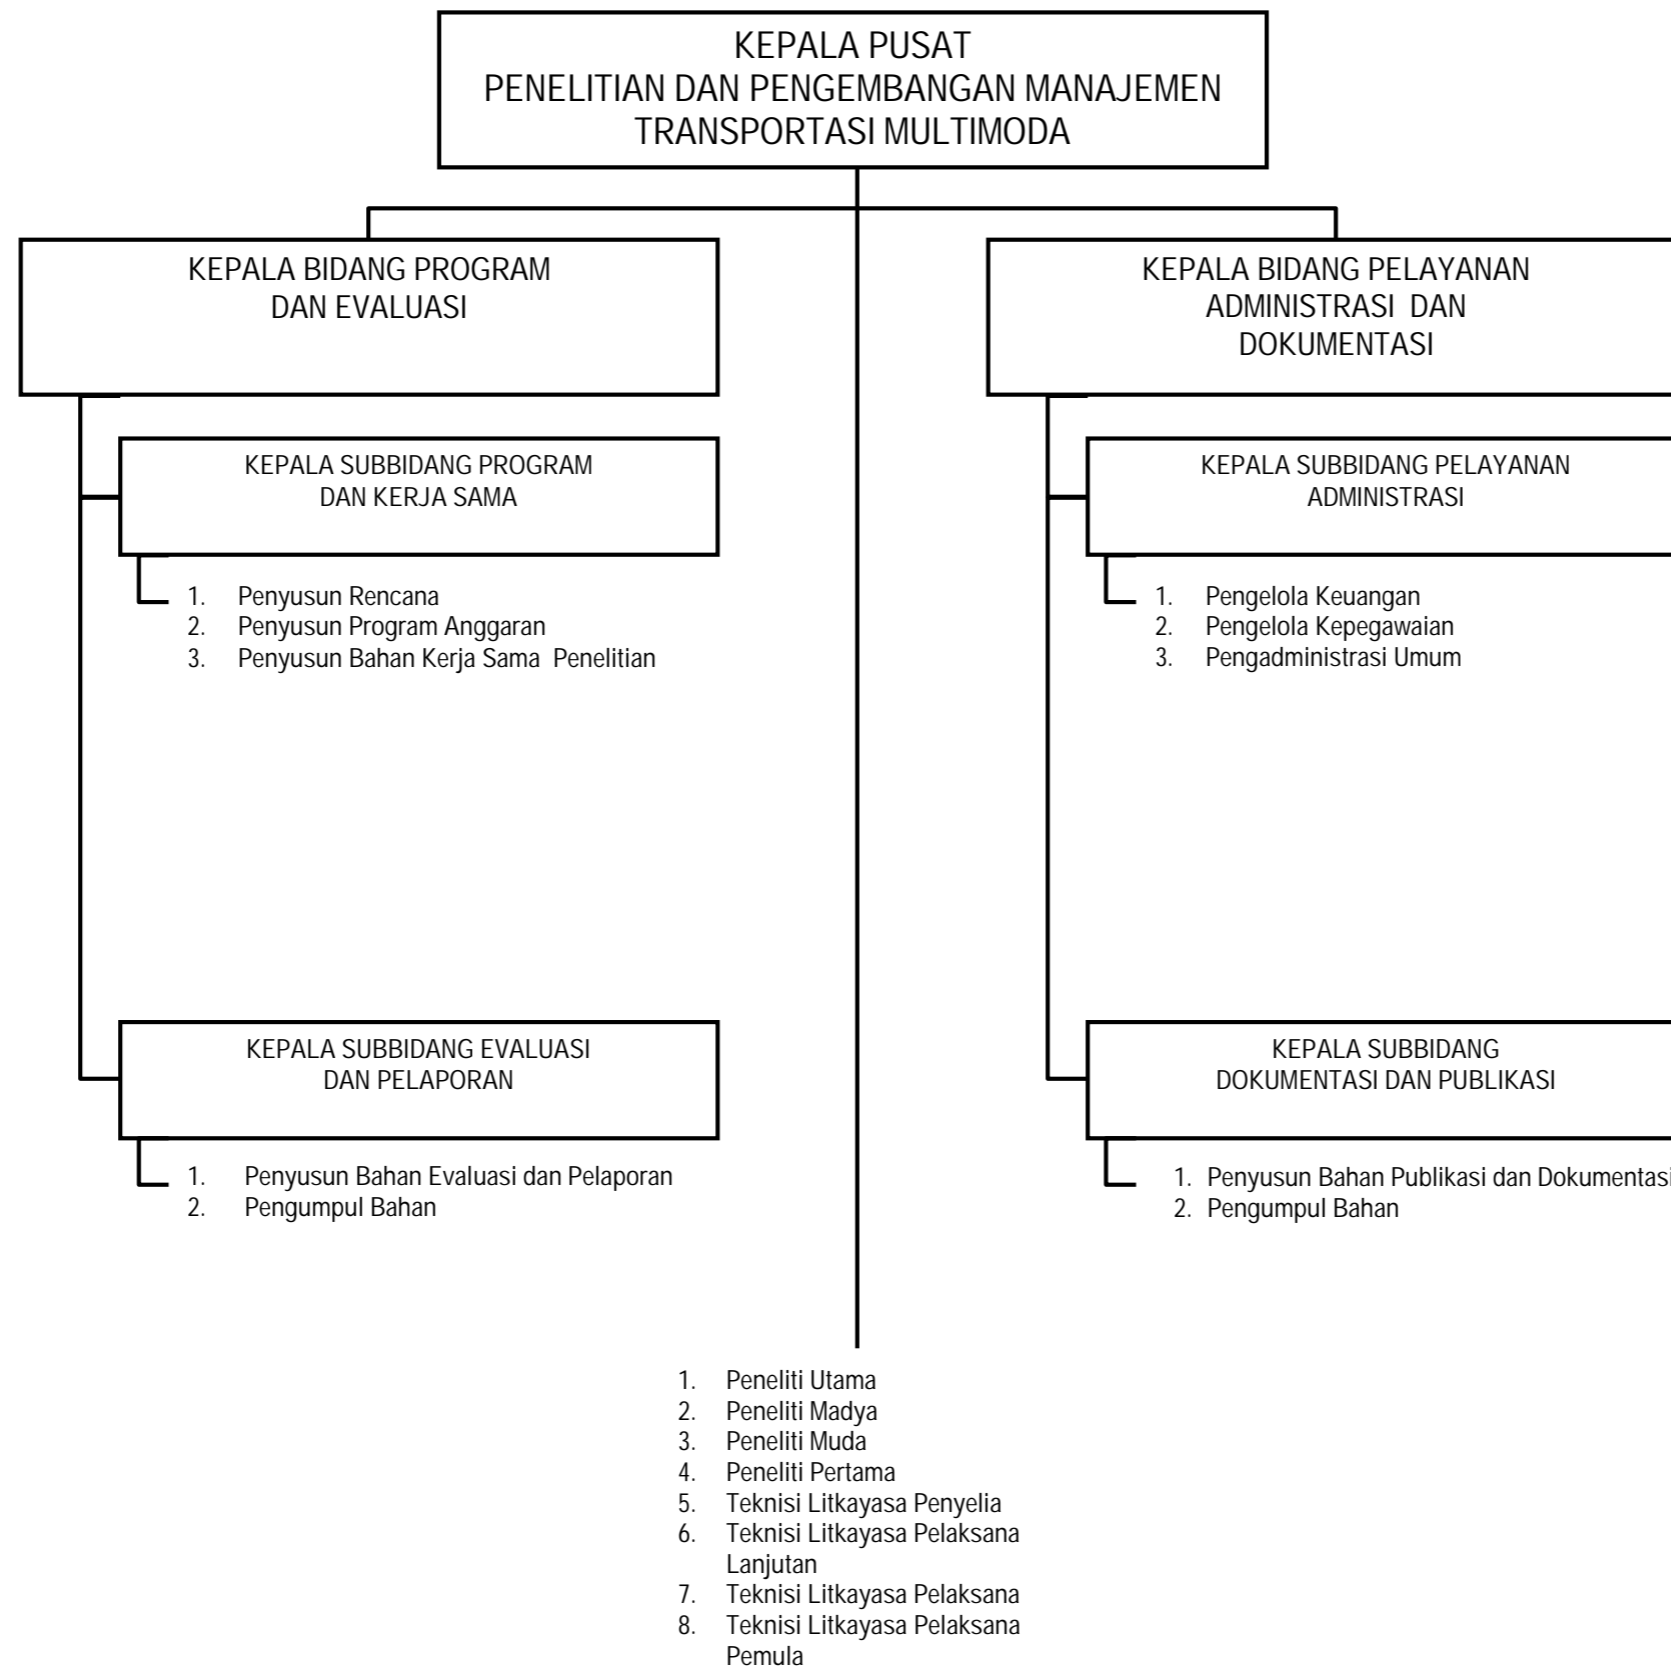 KEPALA PUSAT
PENELITIAN DAN PENGEMBANGAN MANAJEMEN
TRANSPORTASI MULTIMODA
KEPALA BIDANG PROGRAM
DAN EVALUASI
KEPALA SUBBIDANG PROGRAM
DAN KERJA SAMA
1. Penyusun Rencana
2. Penyusun Program Anggaran
3. Penyusun Bahan Kerja Sama Penelitian
KEPALA SUBBIDANG EVALUASI
DAN PELAPORAN
1. Penyusun Bahan Evaluasi dan Pelaporan
2. Pengumpul Bahan
KEPALA BIDANG PELAYANAN
ADMINISTRASI DAN
DOKUMENTASI
KEPALA SUBBIDANG PELAYANAN
ADMINISTRASI
1. Pengelola Keuangan
2. Pengelola Kepegawaian
3. Pengadministrasi Umum
KEPALA SUBBIDANG
DOKUMENTASI DAN PUBLIKASI
1. Penyusun Bahan Publikasi dan Dokumentasi
2. Pengumpul Bahan
1. Peneliti Utama
2. Peneliti Madya
3. Peneliti Muda
4. Peneliti Pertama
5. Teknisi Litkayasa Penyelia
6. Teknisi Litkayasa Pelaksana
Lanjutan
7. Teknisi Litkayasa Pelaksana
8. Teknisi Litkayasa Pelaksana
Pemula